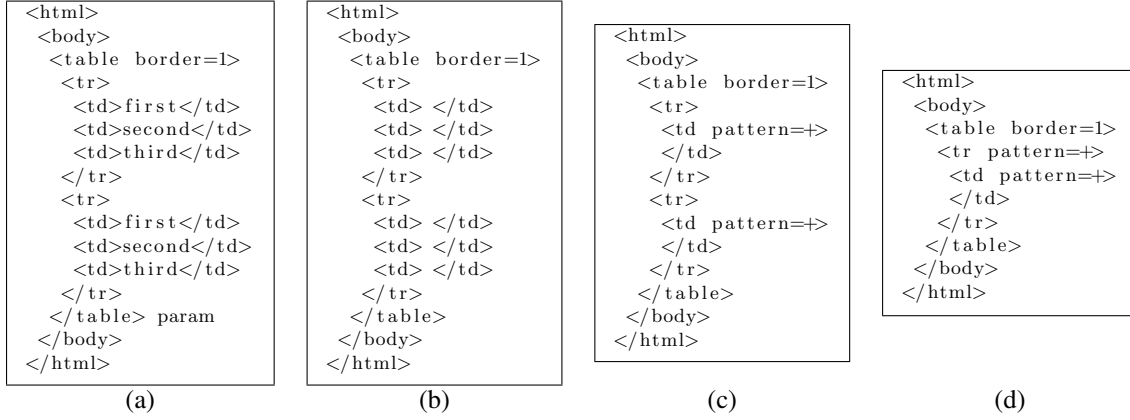 <html>
<body>
<table border=1>
<tr>
<td>first</td>
<td>second</td>
<td>third</td>
</tr>
<tr>
<td>first</td>
<td>second</td>
<td>third</td>
</tr>
</table> param
</body>
</html>
(a)
<html>
<body>
<table border=1>
<tr>
<td> </td>
<td> </td>
<td> </td>
</tr>
<tr>
<td> </td>
<td> </td>
<td> </td>
</tr>
</table>
</body>
</html>
(b)
<html>
<body>
<table border=1>
<tr>
<td pattern=+>
</td>
</tr>
<tr>
<td pattern=+>
</td>
</tr>
</table>
</body>
</html>
(c)
<html>
<body>
<table border=1>
<tr pattern=+>
<td pattern=+>
</td>
</tr>
</table>
</body>
</html>
(d)